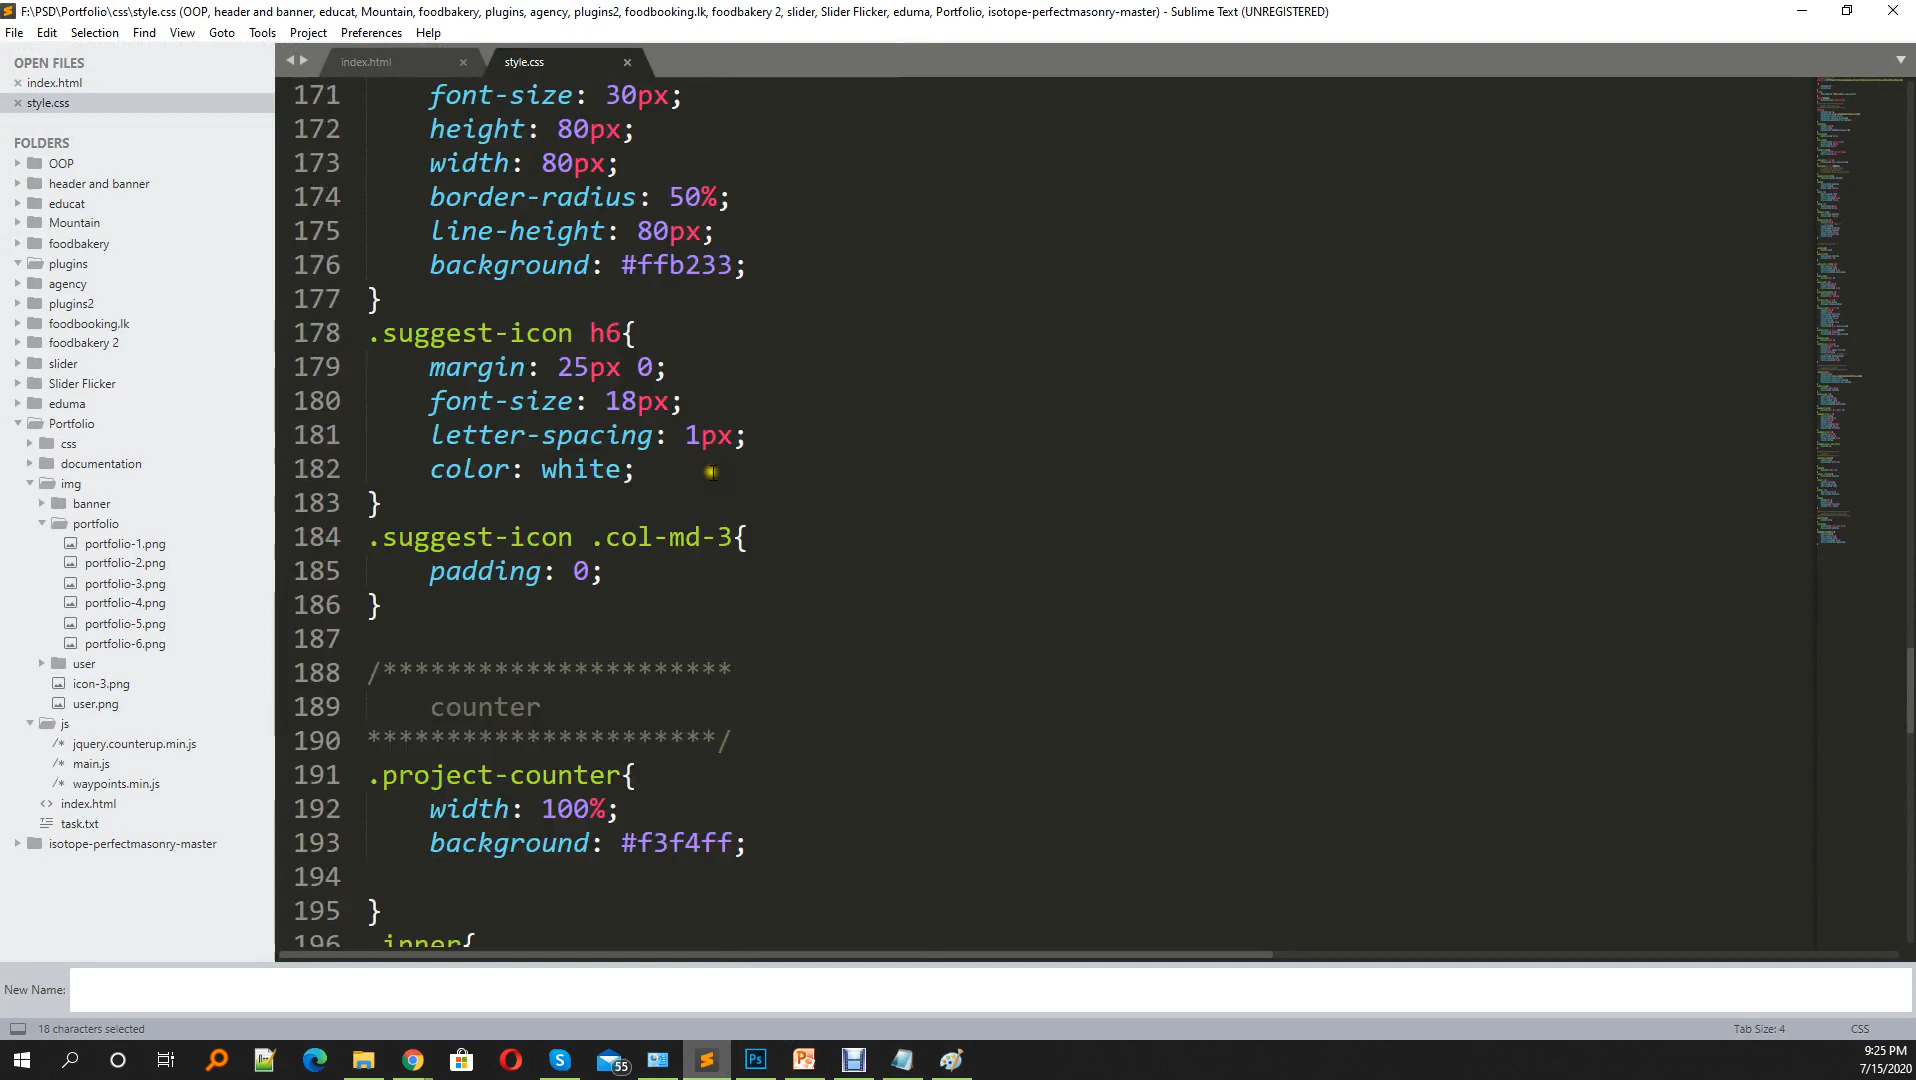 F:\PSD\Portfolio\css\style.css (OOP, header and banner, educat, Mountain, foodbakery, plugins, agency, plugins2, foodbooking.lk, foodbakery 2, slider, Slider Flicker, eduma, Portfolio, isotope-perfectmasonry-master) - Sublime Text (UNREGISTERED)
File Edit Selection Find View Goto Tools Project Preferences Help
OPEN FILES
index.html
style.css
FOLDERS
OOP
header and banner
educat
Mountain
foodbakery
plugins
agency
plugins2
foodbooking.lk
foodbakery 2
slider
Slider Flicker
eduma
Portfolio
css
documentation
img
banner
portfolio
portfolio-1.png
portfolio-2.png
portfolio-3.png
portfolio-4.png
portfolio-5.png
portfolio-6.png
user
icon-3.png
user.png
js
/* jquery.counterup.min.js
/* main.js
/* waypoints.min.js
<> index.html
task.txt
isotope-perfectmasonry-master
index.html
style.css
171 font-size: 30px;
172 height: 80px;
173 width: 80px;
174 border-radius: 50%;
175 line-height: 80px;
176 background: #ffb233;
177 }
178 .suggest-icon h6{
179 margin: 25px 0;
180 font-size: 18px;
181 letter-spacing: 1px;
182 color: white;
183 }
184 .suggest-icon .col-md-3{
185 padding: 0;
186 }
187
188 /**********************
189 counter
190 **********************/
191 .project-counter{
192 width: 100%;
193 background: #f3f4ff;
194
195 }
196 .inner{
New Name:
18 characters selected
Tab Size: 4
CSS
55
9:25 PM
7/15/2020